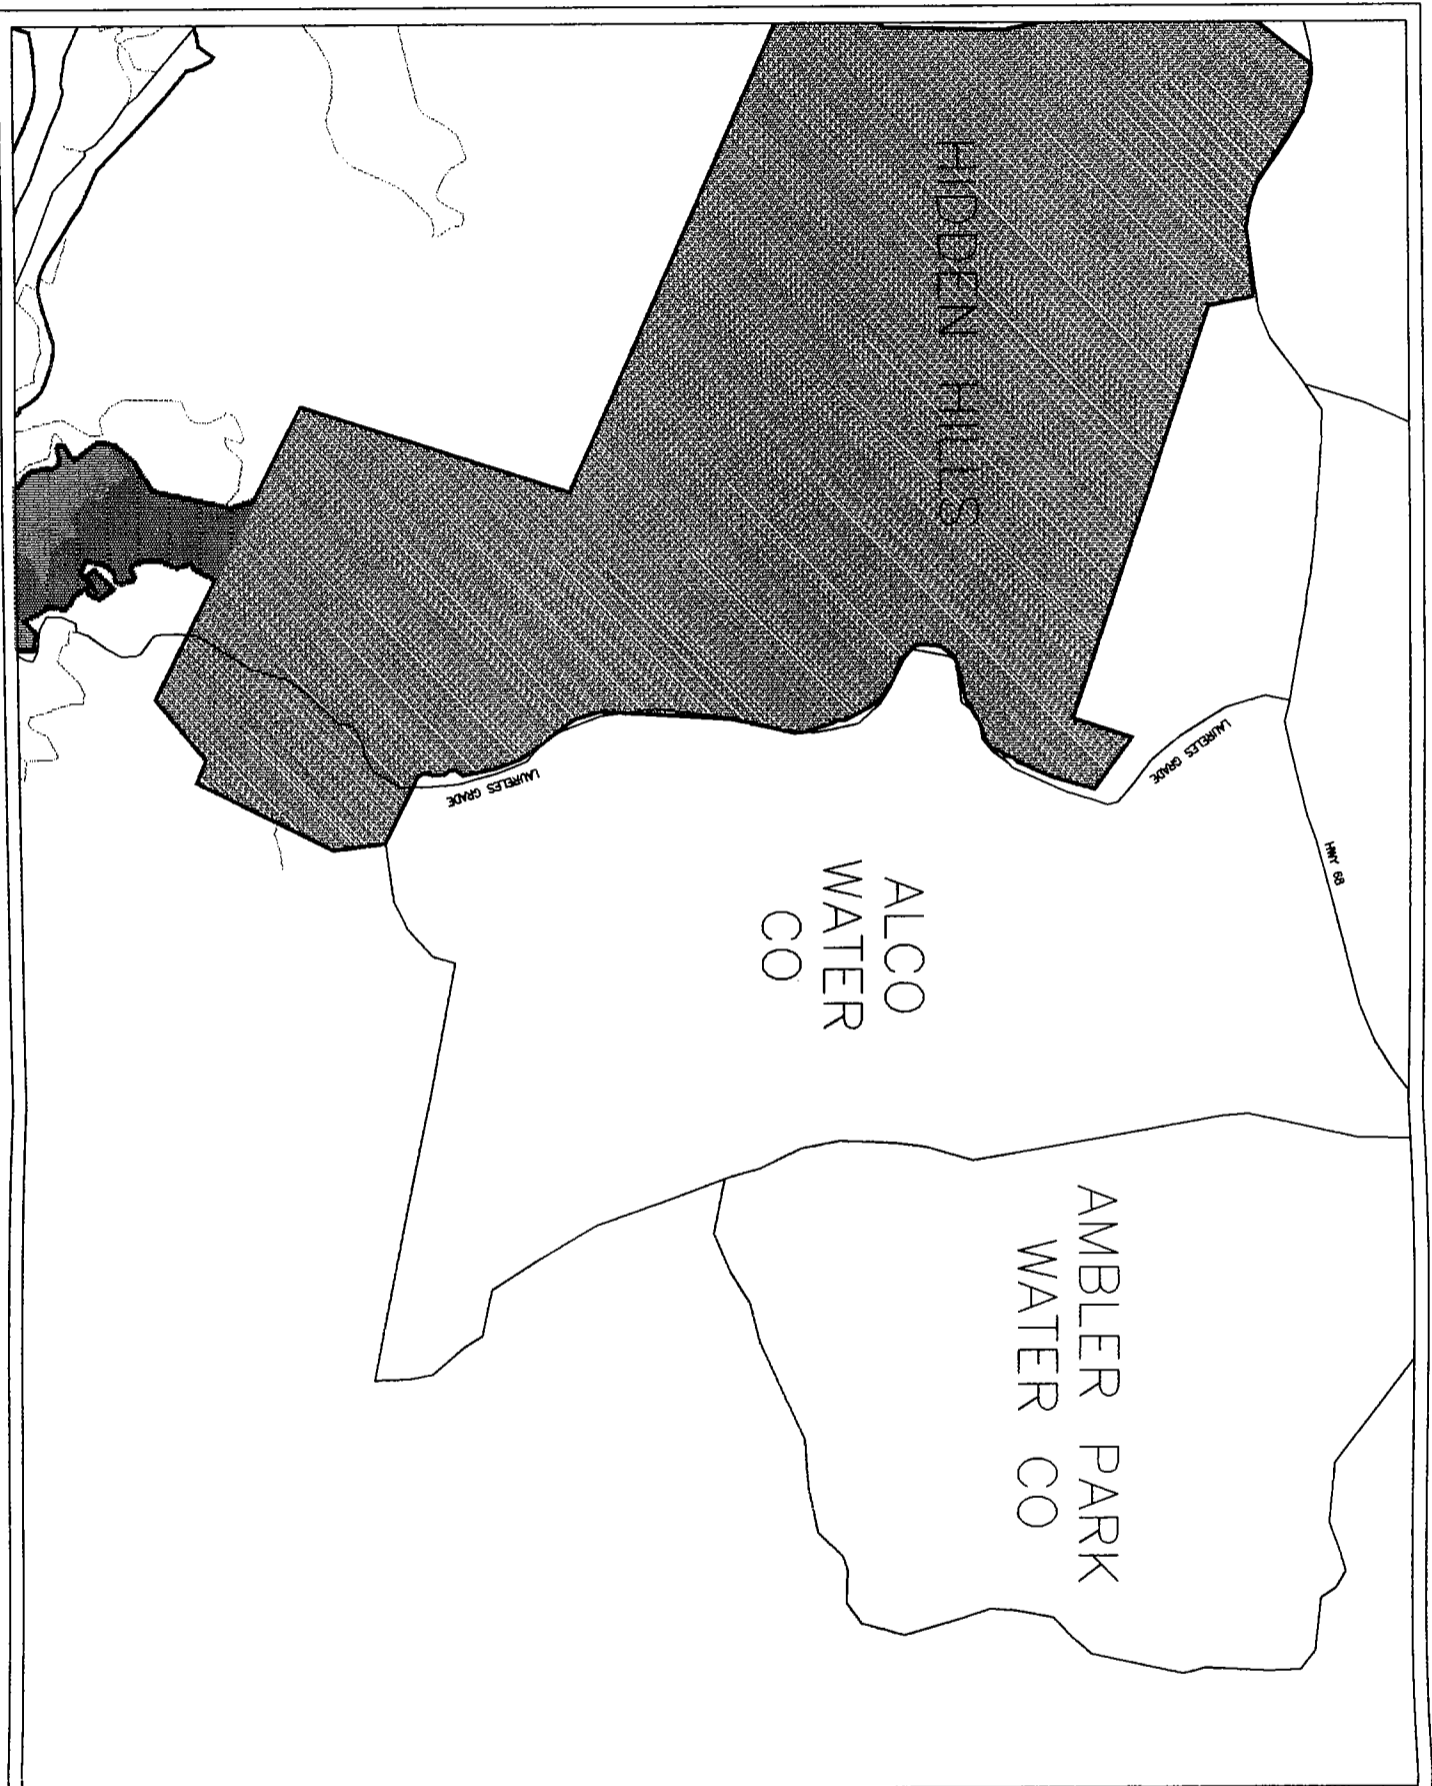 HIDDEN HILLS
LAURELES GRADE
LAURELES GRADE
HWY 68
ALCO
WATER
CO
AMBLER PARK
WATER CO